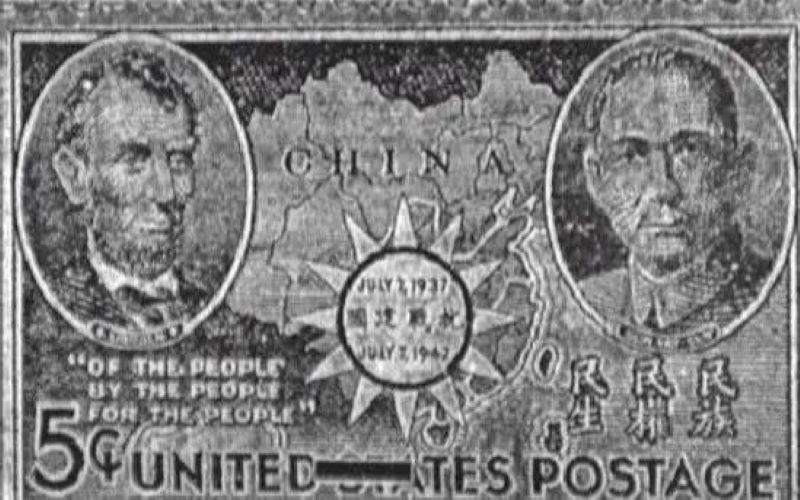 CHINA
JULY 7, 1937
抗戰建國
JULY 7, 1942
"OF THE PEOPLE
BY THE PEOPLE
FOR THE PEOPLE"
民族
民權
民生
5¢ UNITED STATES POSTAGE